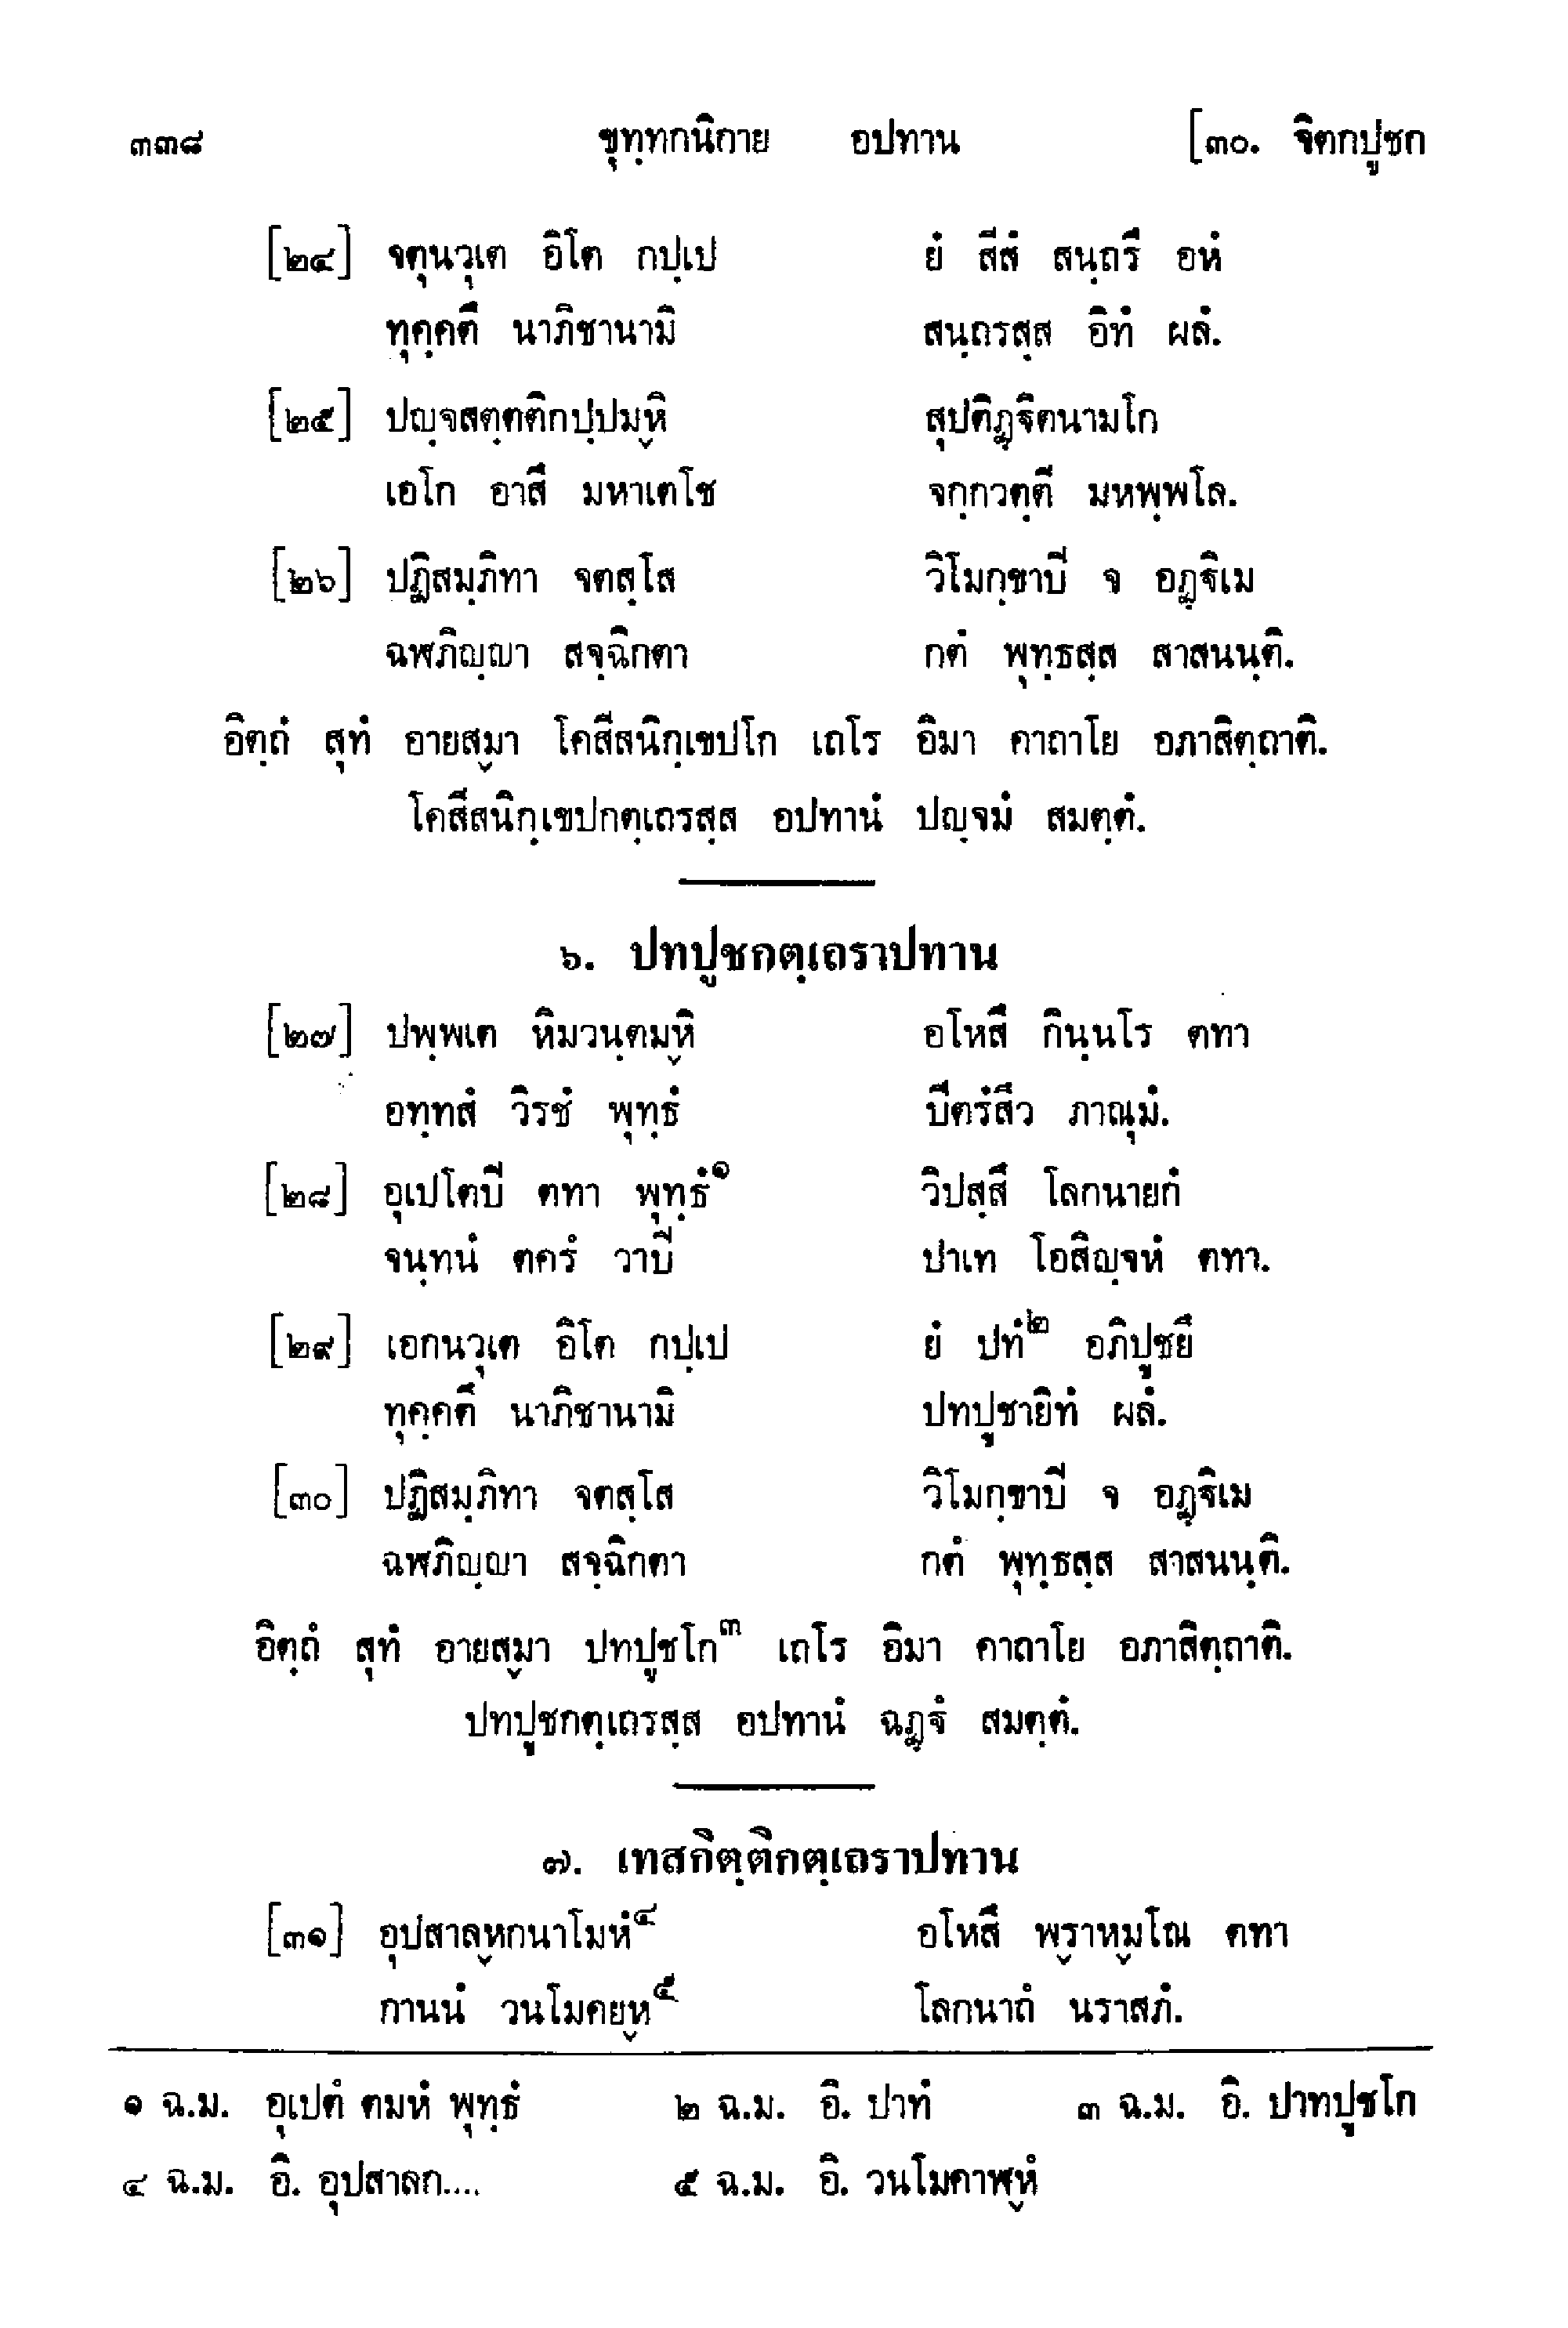 ๓๓๘ ขุทฺทกนิกาย อปทาน [๓๐. จิตกปูชก
[๒๔] จตุนวุเต อิโต กปฺเป ยํ สีสํ สนฺถรึ อหํ
ทุคฺคตึ นาภิชานามิ สนฺถรสฺส อิทํ ผลํ.
[๒๕] ปญฺจสตฺตติกปฺปมฺหิ สุปติฏฺฐิตนามโก
เอโก อาสึ มหาเตโช จกฺกวตฺตี มหพฺพโล.
[๒๖] ปฏิสมฺภิทา จตสฺโส วิโมกฺขาปิ จ อฏฺฐิเม
ฉฬภิญฺญา สจฺฉิกตา กตํ พุทฺธสฺส สาสนนฺติ.
อิตฺถํ สุทํ อายสฺมา โคสีสนิกฺเขปโก เถโร อิมา คาถาโย อภาสิตฺถาติ.
โคสีสนิกฺเขปกตฺเถรสฺส อปทานํ ปญฺจมํ สมตฺตํ.
๖. ปทปูชกตฺเถราปทาน
[๒๗] ปพฺพเต หิมวนฺตมฺหิ อโหสึ กินฺนโร ตทา
อทฺทสํ วิรชํ พุทฺธํ ปีตรํสึว ภาณุมํ.
[๒๘] อุเปโตปิ ตทา พุทฺธํ๑ วิปสฺสึ โลกนายกํ
จนฺทนํ ตครํ วาปิ ปาเท โอสิญฺจหํ ตทา.
[๒๙] เอกนวุเต อิโต กปฺเป ยํ ปทํ๒ อภิปูชยึ
ทุคฺคตึ นาภิชานามิ ปทปูชายิทํ ผลํ.
[๓๐] ปฏิสมฺภิทา จตสฺโส วิโมกฺขาปิ จ อฏฺฐิเม
ฉฬภิญฺญา สจฺฉิกตา กตํ พุทฺธสฺส สาสนนฺติ.
อิตฺถํ สุทํ อายสฺมา ปทปูชโก๓ เถโร อิมา คาถาโย อภาสิตฺถาติ.
ปทปูชกตฺเถรสฺส อปทานํ ฉฏฺฐํ สมตฺตํ.
๗. เทสกิตฺติกตฺเถราปทาน
[๓๑] อุปสาลฺหกนาโมหํ๔ อโหสึ พฺราหฺมโณ ตทา
กานนํ วนโมคยฺห๕ โลกนาถํ นราสภํ.
๑ ฉ.ม. อุเปตํ ตมหํ พุทฺธํ ๒ ฉ.ม. อิ. ปาทํ ๓ ฉ.ม. อิ. ปาทปูชโก
๔ ฉ.ม. อิ. อุปสาลก.... ๕ ฉ.ม. อิ. วนโมคาฬฺหํ